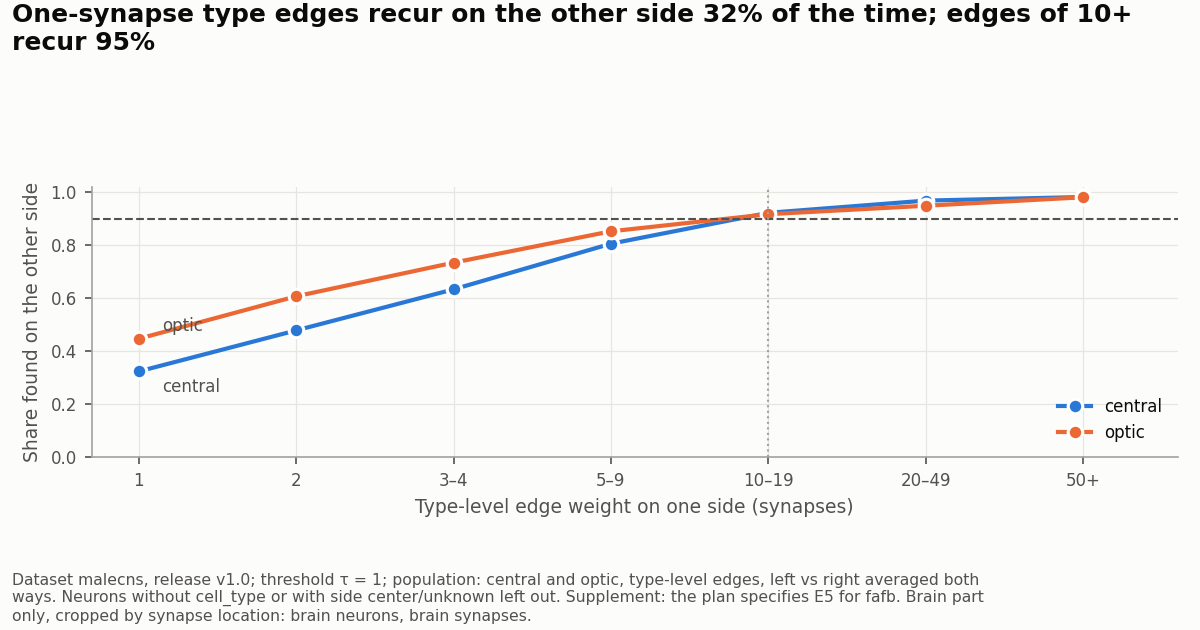 One-synapse type edges recur on the other side 32% of the time; edges of 10+
recur 95%
Share found on the other side
1.0
0.8
0.6
0.4
0.2
0.0
optic
central
central
optic
1
2
3–4
5–9
10–19
20–49
50+
Type-level edge weight on one side (synapses)
Dataset malecns, release v1.0; threshold τ = 1; population: central and optic, type-level edges, left vs right averaged both
ways. Neurons without cell_type or with side center/unknown left out. Supplement: the plan specifies E5 for fafb. Brain part
only, cropped by synapse location: brain neurons, brain synapses.